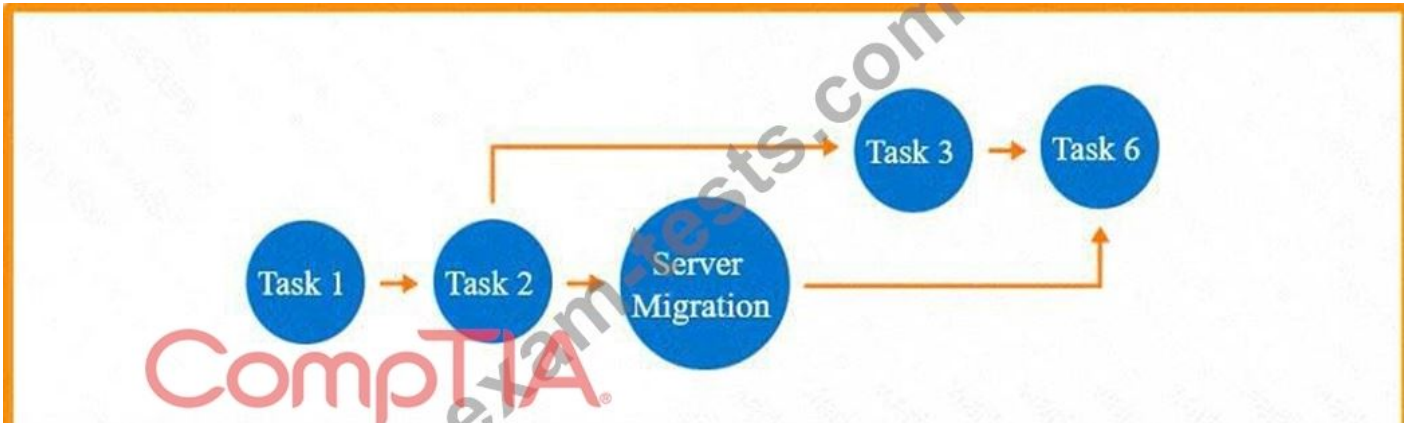 Task 3
Task 6
Task 1
Task 2
Server
Migration
CompTIA.
exam-tests.com